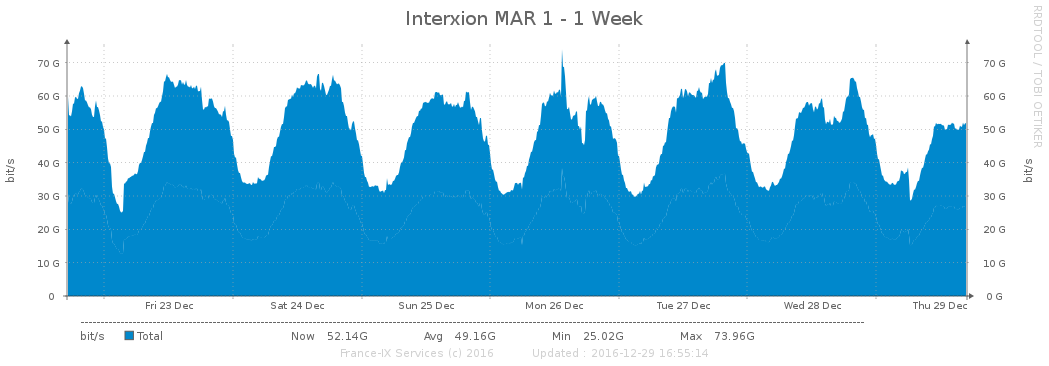 Interxion MAR 1 - 1 Week
RRDTOOL / TOBI OETIKER
bit/s
70 G
60 G
50 G
40 G
30 G
20 G
10 G
0
70 G
60 G
50 G
40 G
30 G
20 G
10 G
0 G
bit/s
Fri 23 Dec Sat 24 Dec Sun 25 Dec Mon 26 Dec Tue 27 Dec Wed 28 Dec Thu 29 Dec
bit/s Total Now 52.14G Avg 49.16G Min 25.02G Max 73.96G
France-IX Services (c) 2016 Updated : 2016-12-29 16:55:14